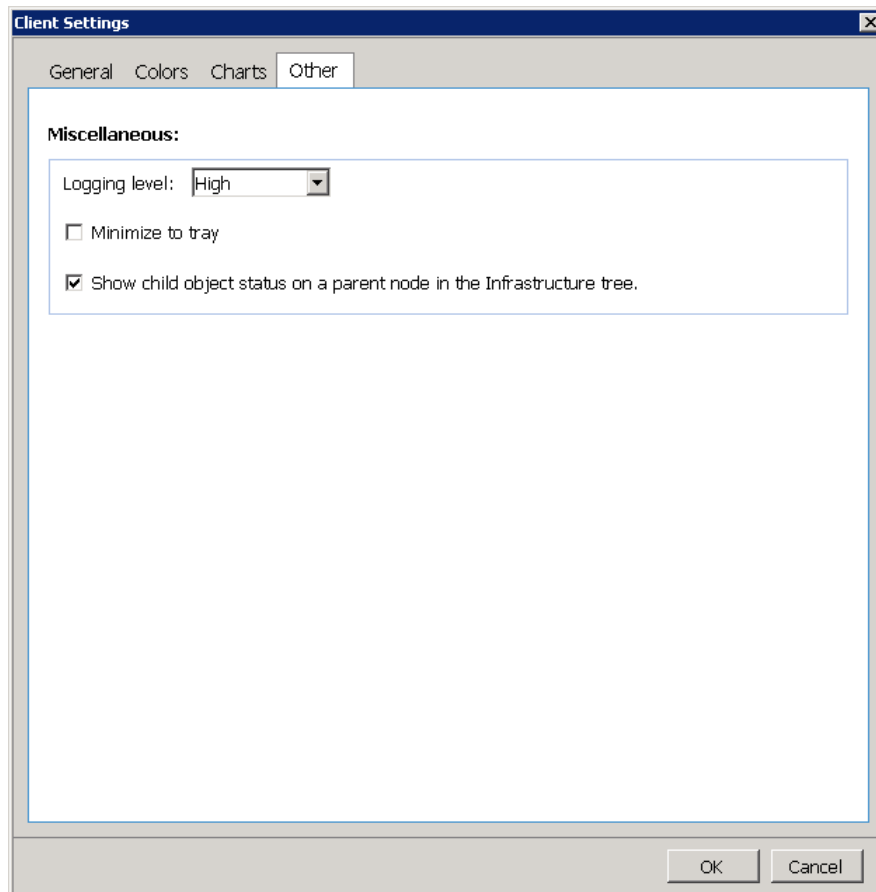 Client Settings
General Colors Charts Other
Miscellaneous:
Logging level: High
Minimize to tray
Show child object status on a parent node in the Infrastructure tree.
OK Cancel